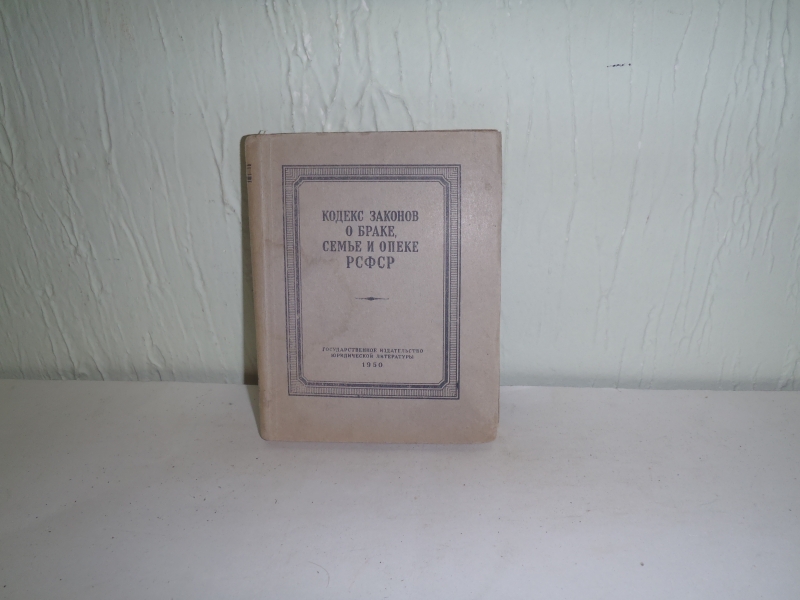 КОДЕКС ЗАКОНОВ
О БРАКЕ,
СЕМЬЕ И ОПЕКЕ
РСФСР
ГОСУДАРСТВЕННОЕ ИЗДАТЕЛЬСТВО
ЮРИДИЧЕСКОЙ ЛИТЕРАТУРЫ
1950